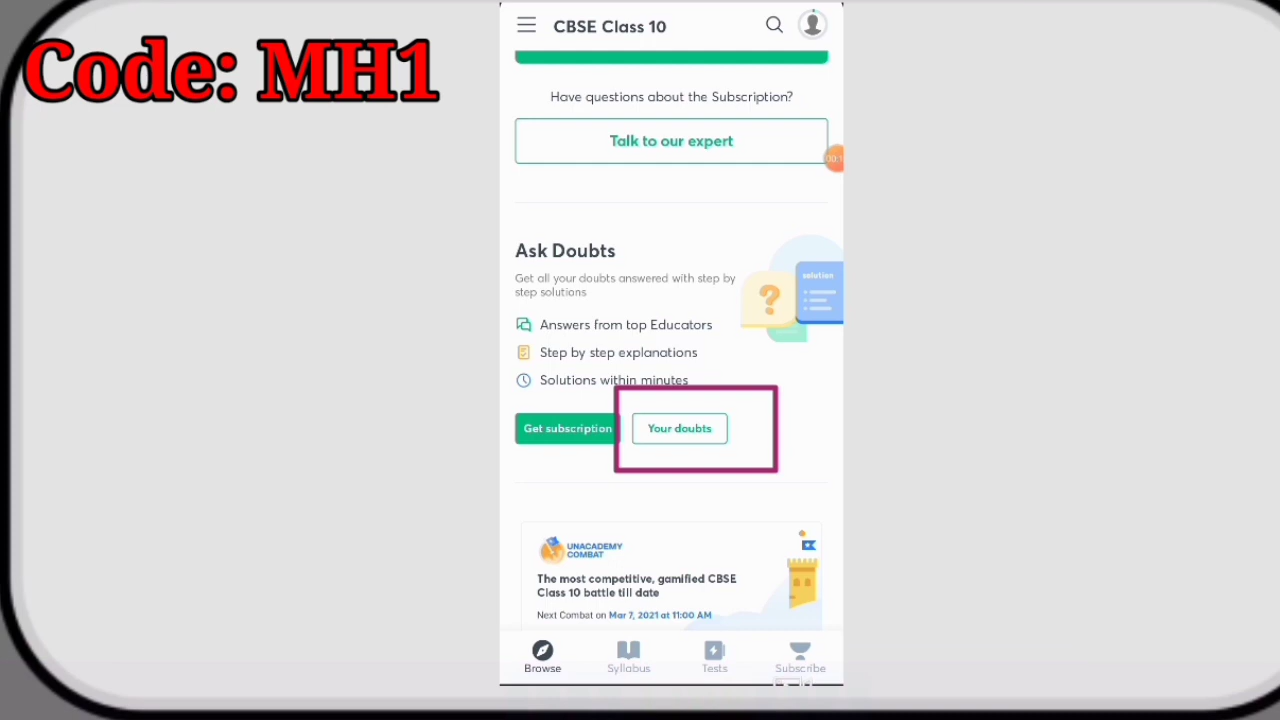 Code: MH1
CBSE Class 10
Have questions about the Subscription?
Talk to our expert
Ask Doubts
Get all your doubts answered with step by
step solutions
solution
?
Answers from top Educators
Step by step explanations
Solutions within minutes
Get subscription
Your doubts
UNACADEMY
COMBAT
The most competitive, gamified CBSE
Class 10 battle till date
Next Combat on Mar 7, 2021 at 11:00 AM
Browse
Syllabus
Tests
Subscribe